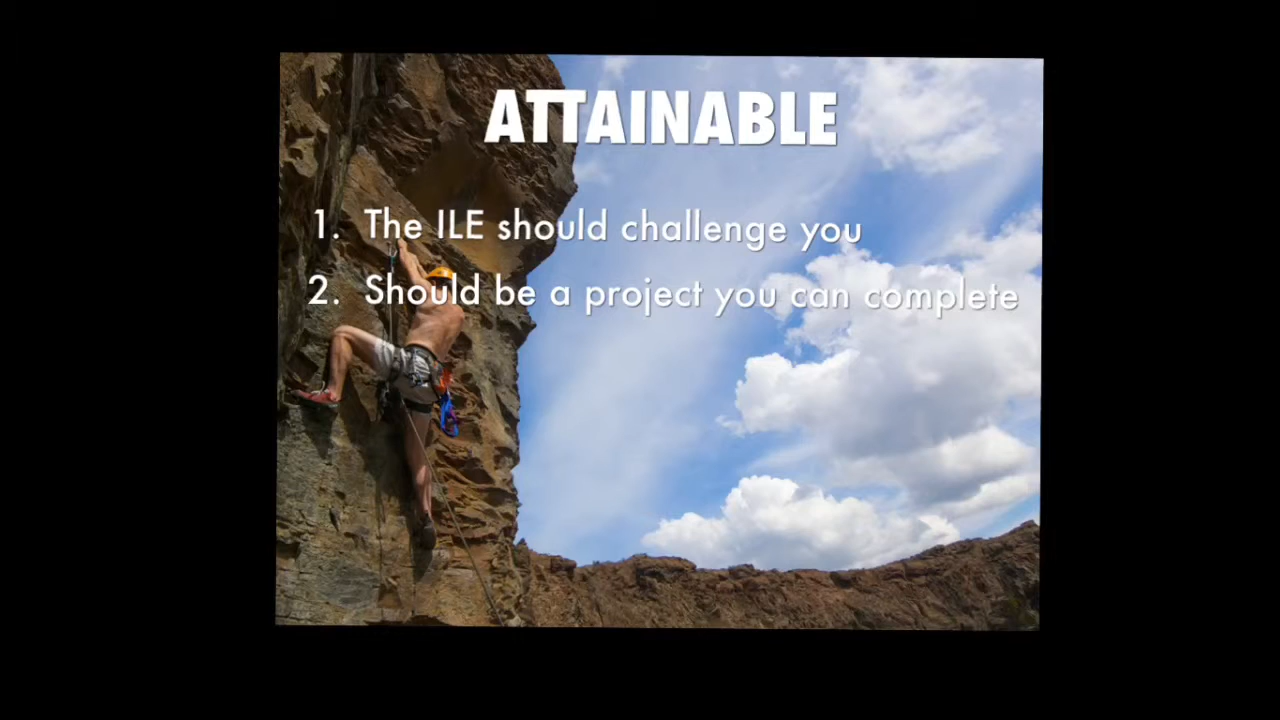 ATTAINABLE
1. The ILE should challenge you
2. Should be a project you can complete